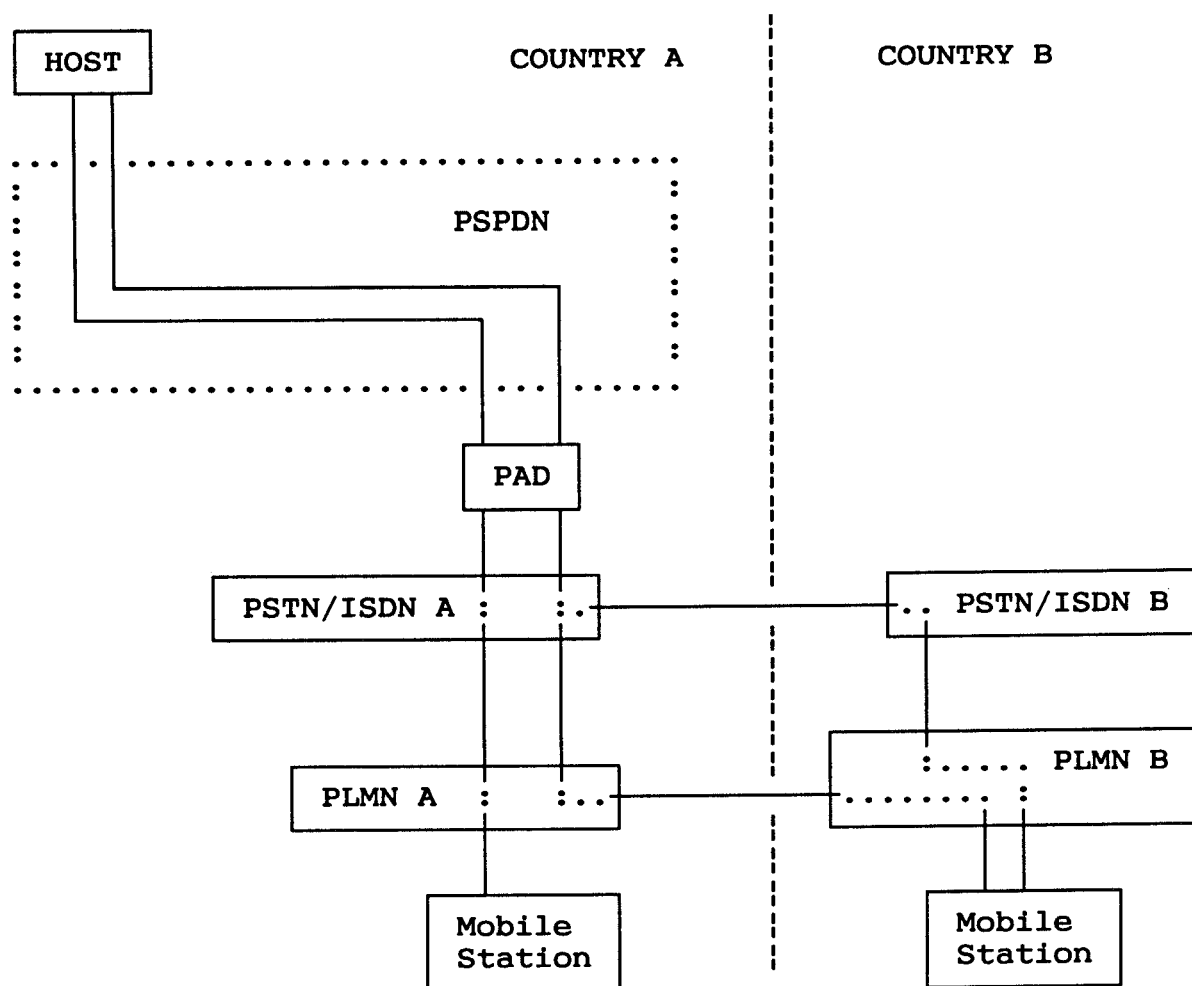 HOST
COUNTRY A
COUNTRY B
PSPDN
PAD
PSTN/ISDN A
PSTN/ISDN B
PLMN A
PLMN B
Mobile
Station
Mobile
Station